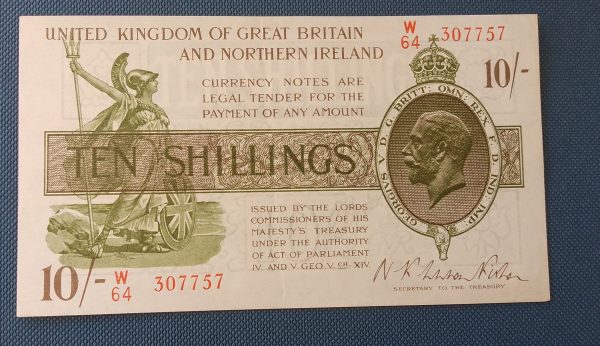 UNITED KINGDOM OF GREAT BRITAIN
AND NORTHERN IRELAND
W/64 307757
10/-
CURRENCY NOTES ARE
LEGAL TENDER FOR THE
PAYMENT OF ANY AMOUNT
GEORGIVS V D. G. BRITT: OMN: REX F. D. IND: IMP:
TEN SHILLINGS
ISSUED BY THE LORDS
COMMISSIONERS OF HIS
MAJESTY'S TREASURY
UNDER THE AUTHORITY
OF ACT OF PARLIAMENT
IV. AND V. GEO. V. CH. XIV.
10/-
W/64 307757
SECRETARY TO THE TREASURY